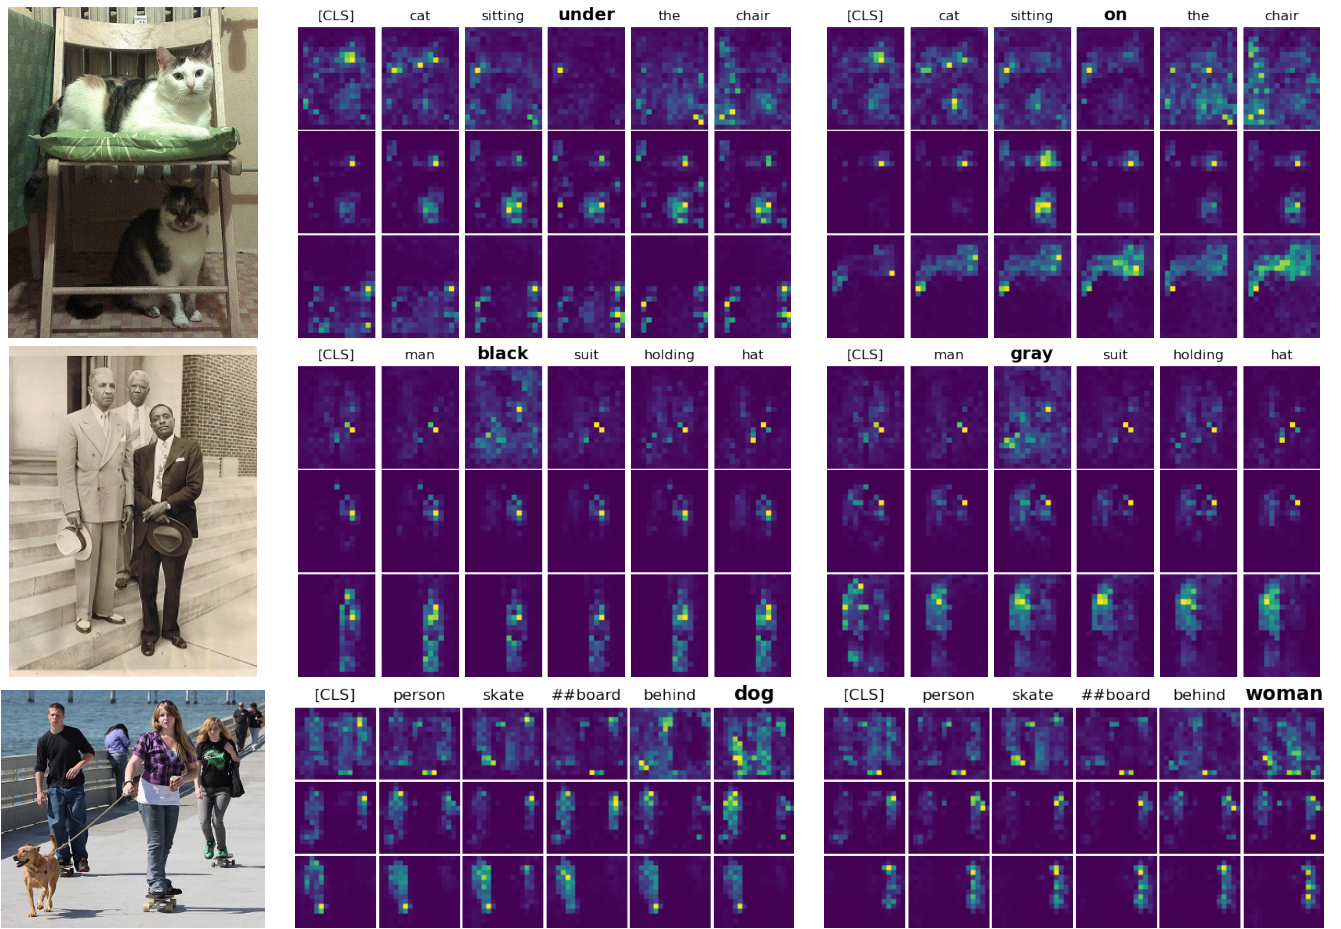 [CLS] cat sitting under the chair [CLS] cat sitting on the chair
[CLS] man black suit holding hat [CLS] man gray suit holding hat
[CLS] person skate ##board behind dog [CLS] person skate ##board behind woman